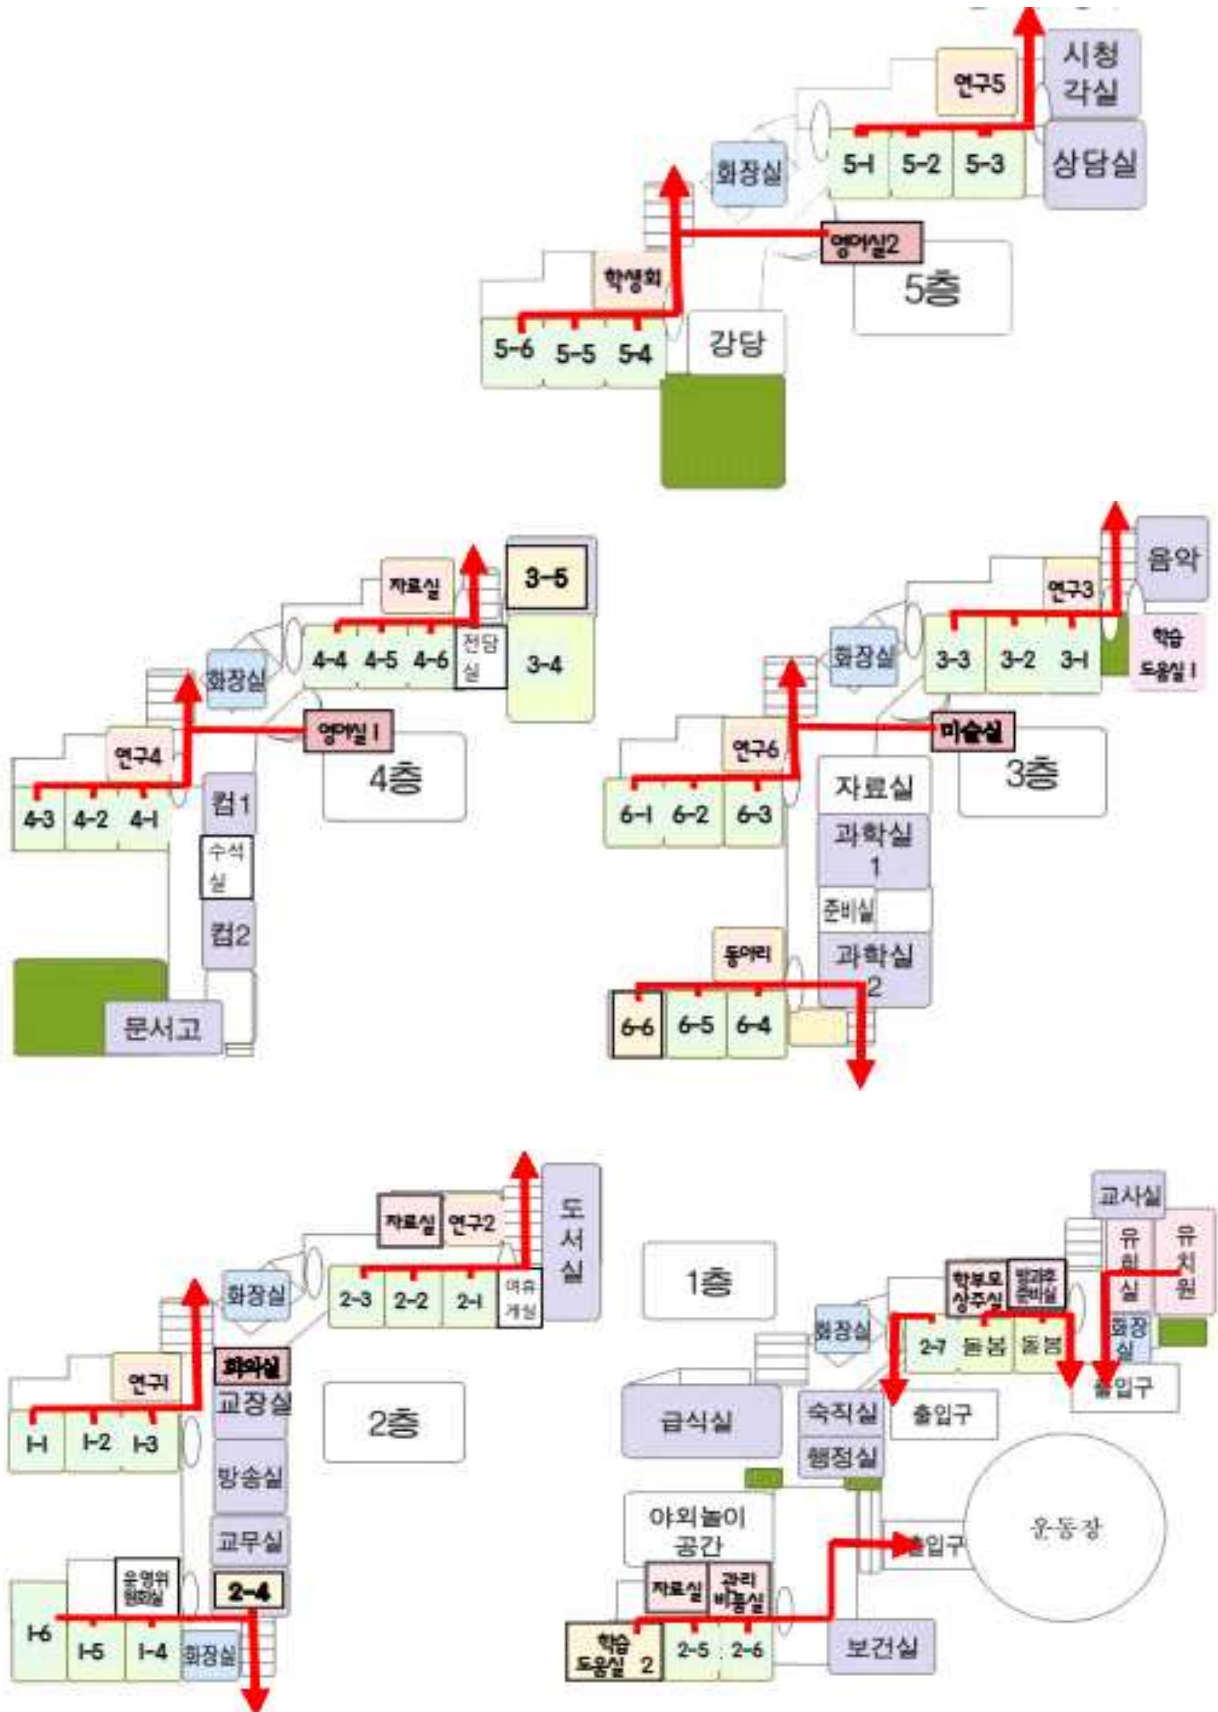 연구5
시청
각실
5-1
5-2
5-3
상담실
화장실
영어실2
학생회
5층
5-6
5-5
5-4
강당
자료실
3-5
4-4
4-5
4-6
전담
실
3-4
화장실
연구4
영어실1
4층
4-3
4-2
4-1
컴1
수석
실
컴2
문서고
음악
연구3
화장실
3-3
3-2
3-1
학습
도움실1
연구6
미술실
3층
6-1
6-2
6-3
자료실
과학실
1
준비실
동아리
과학실
2
6-6
6-5
6-4
도
서
실
자료실
연구2
화장실
2-3
2-2
2-1
여휴
게실
연구1
회의실
교장실
2층
1-1
1-2
1-3
방송실
교무실
운영위
원회실
2-4
1-6
1-5
1-4
화장실
교사실
유
희
실
유
치
원
1층
학부모
상주실
방과후
준비실
화장실
2-7
돌봄
돌봄
화장
실
출입구
급식실
숙직실
출입구
행정실
야외놀이
공간
운동장
출입구
자료실
관리
비품실
학습
도움실 2
2-5
2-6
보건실